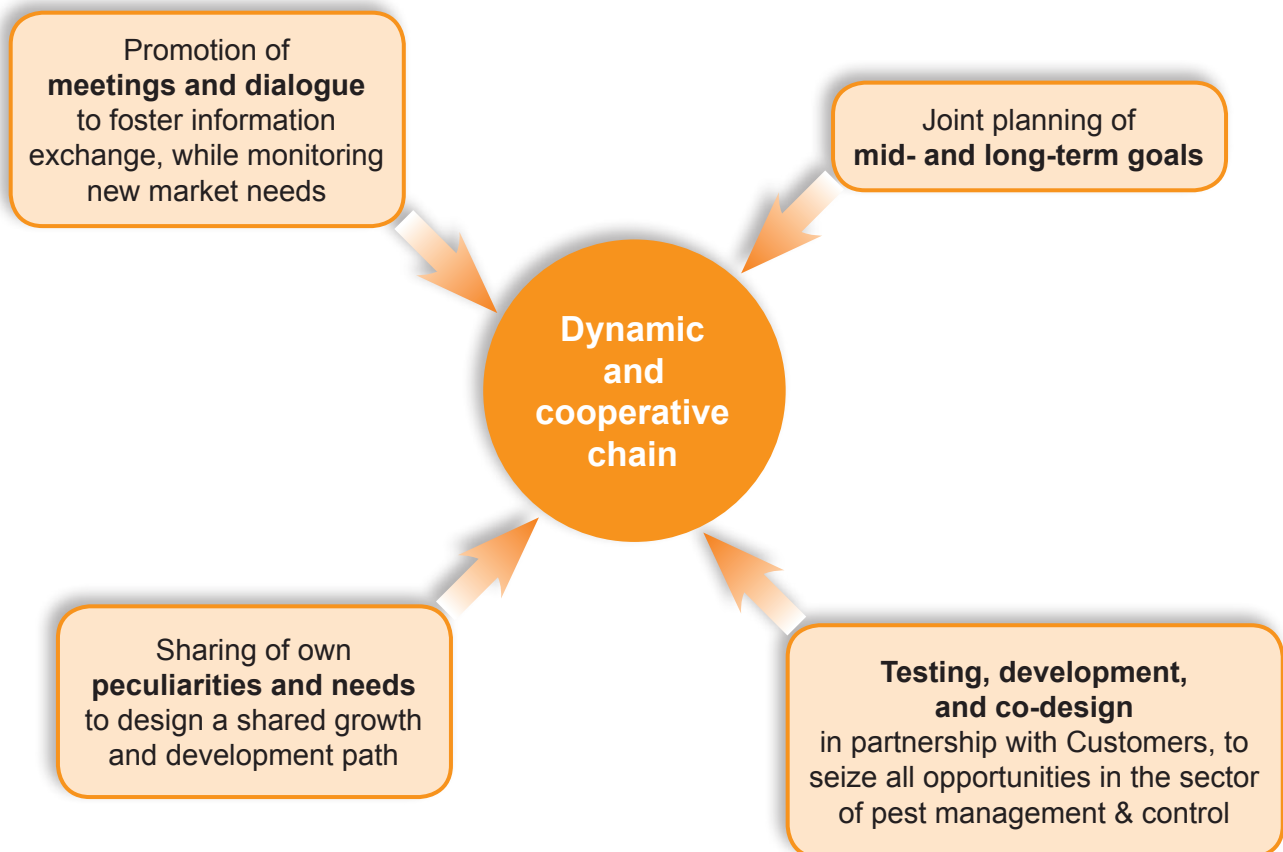 Promotion of
meetings and dialogue
to foster information
exchange, while monitoring
new market needs
Joint planning of
mid- and long-term goals
Dynamic
and
cooperative
chain
Sharing of own
peculiarities and needs
to design a shared growth
and development path
Testing, development,
and co-design
in partnership with Customers, to
seize all opportunities in the sector
of pest management & control